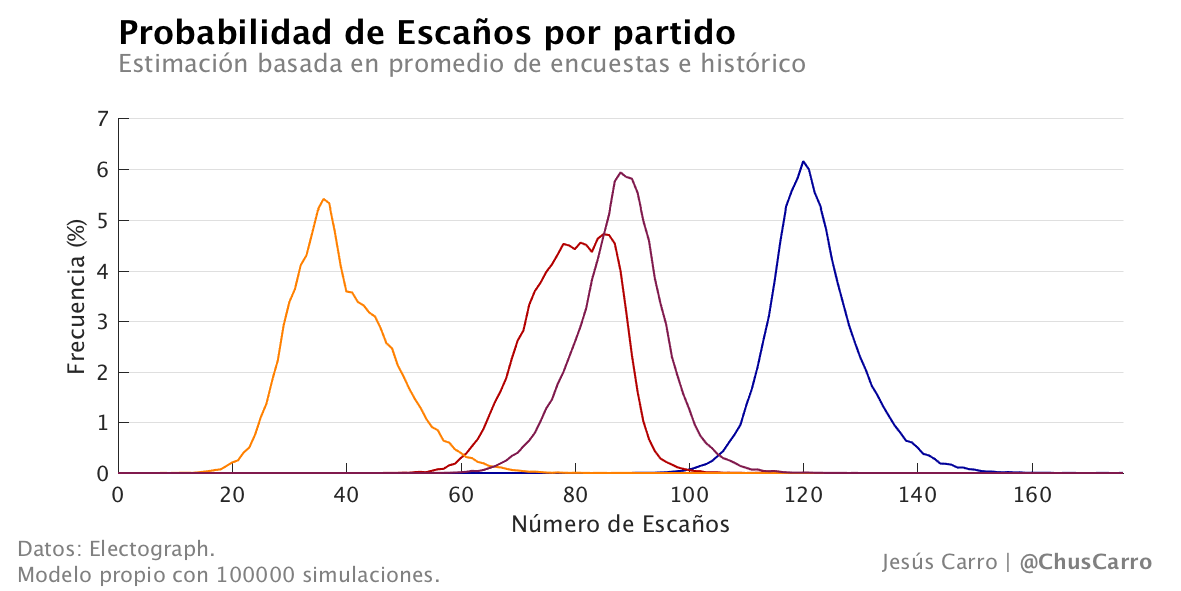 Probabilidad de Escaños por partido
Estimación basada en promedio de encuestas e histórico
7
6
5
4
3
2
1
0
Frecuencia (%)
0 20 40 60 80 100 120 140 160
Número de Escaños
Datos: Electograph.
Modelo propio con 100000 simulaciones.
Jesús Carro | @ChusCarro